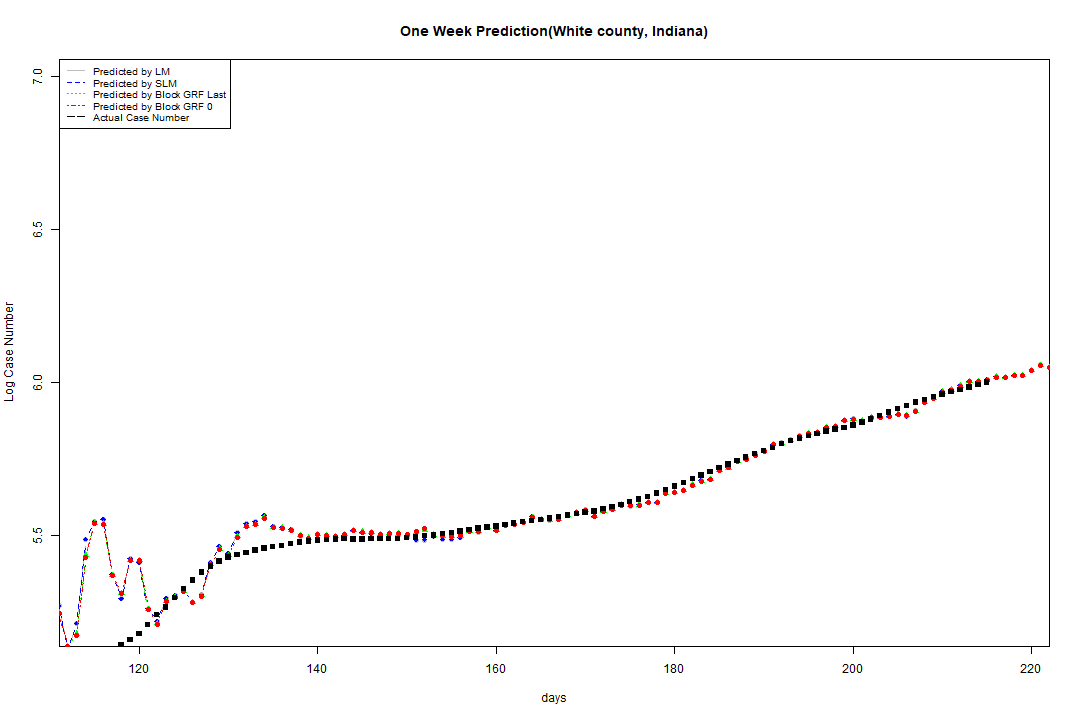 One Week Prediction(White county, Indiana)
Predicted by LM
Predicted by SLM
Predicted by Block GRF Last
Predicted by Block GRF 0
Actual Case Number
7.0
6.5
6.0
5.5
Log Case Number
120 140 160 180 200 220
days